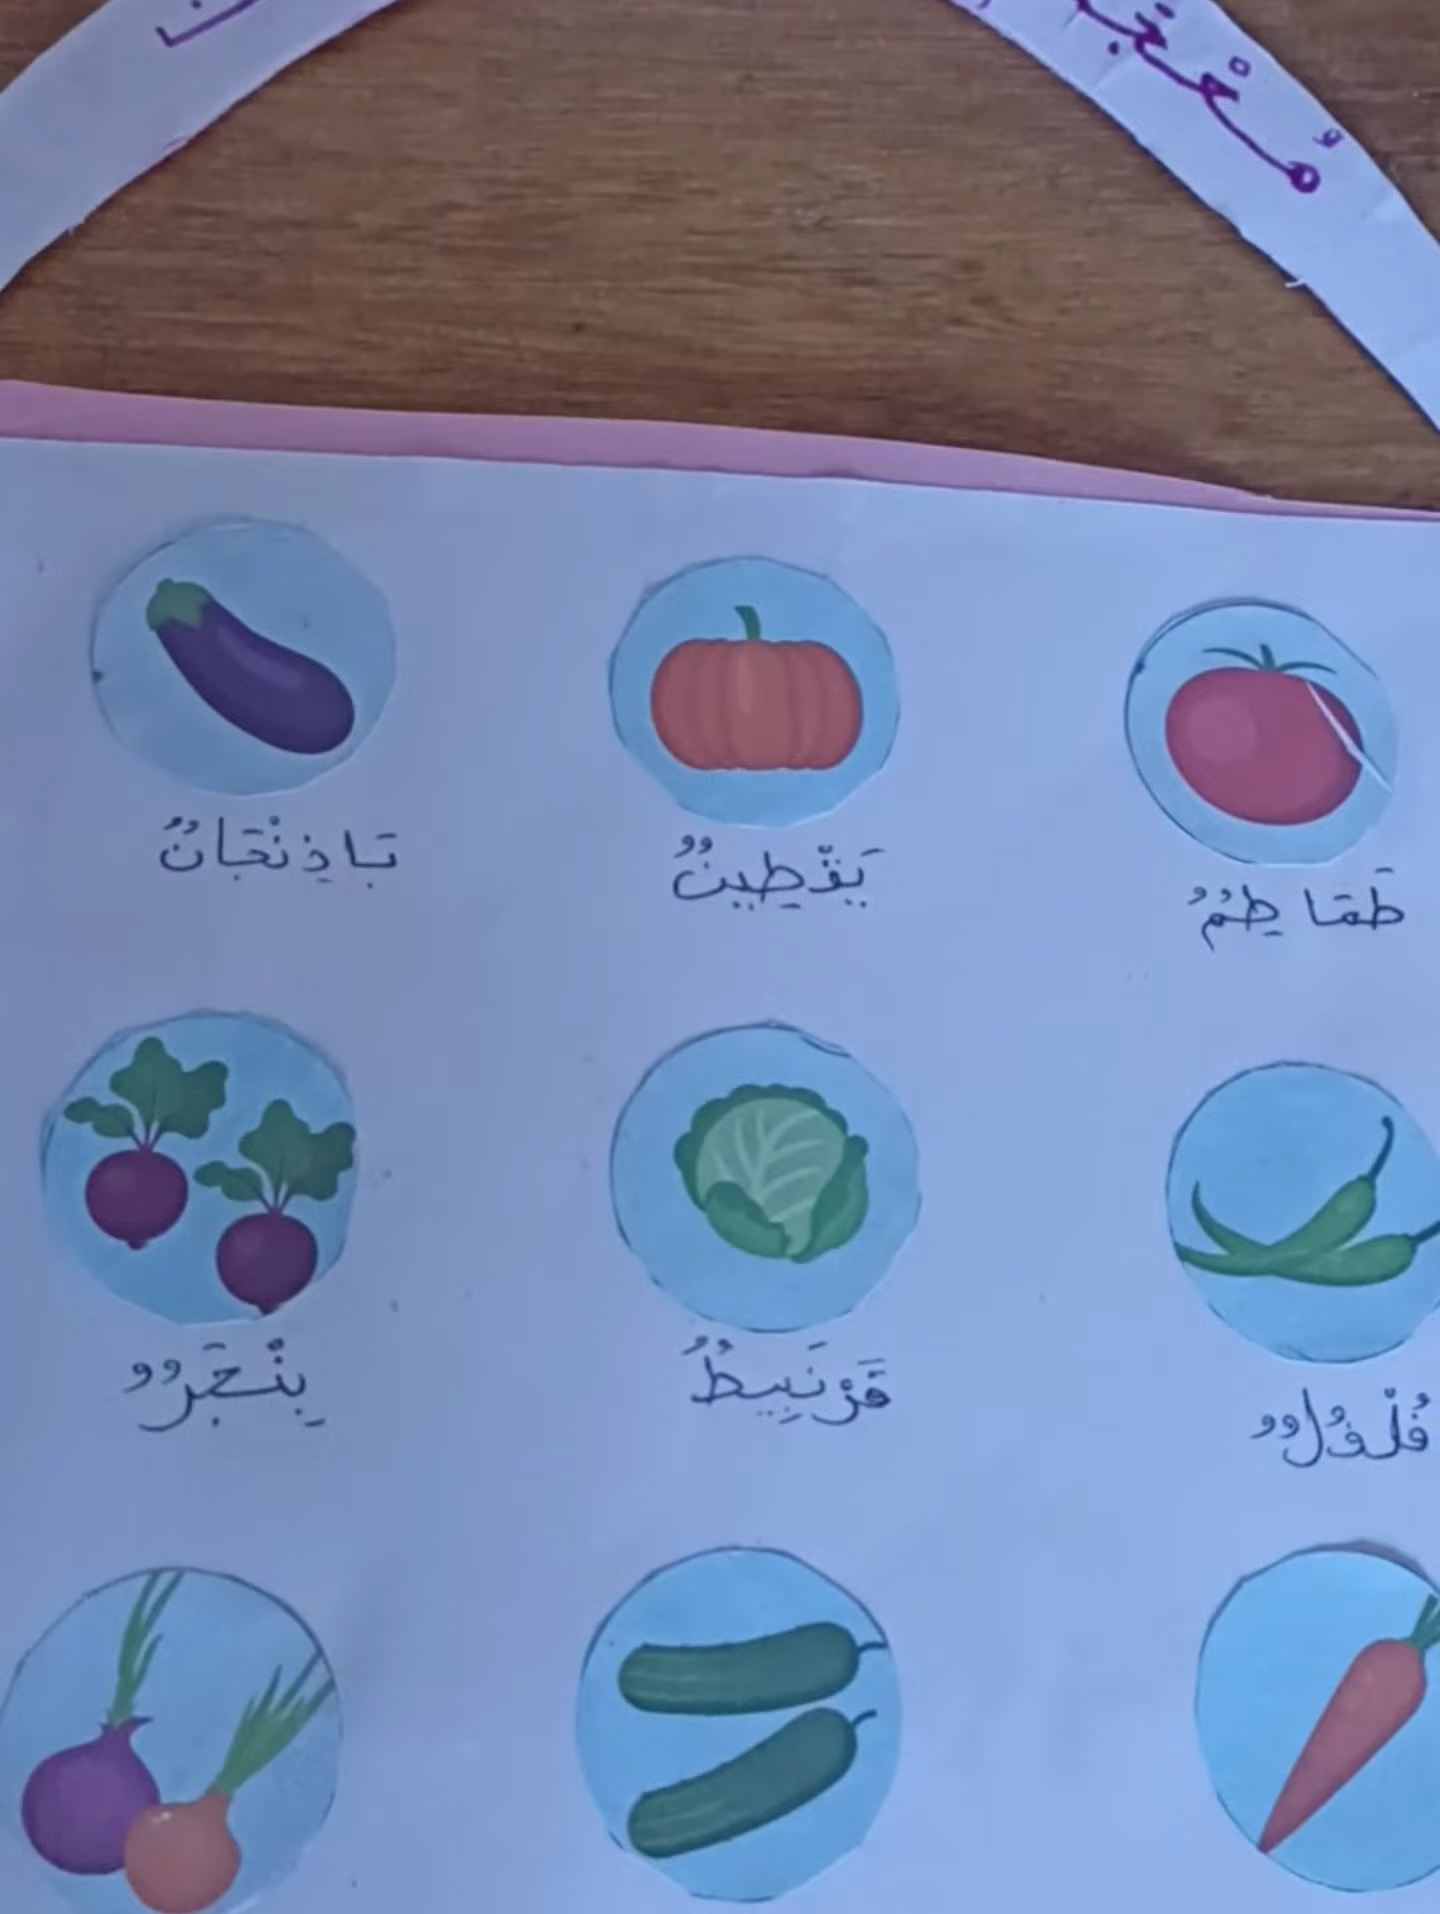 طَمَاطِمُ
يَقْطِينٌ
بَاذِنْجَانٌ
فُلْفُلٌ
قَرْنَبِيطٌ
بِنْجَرٌ